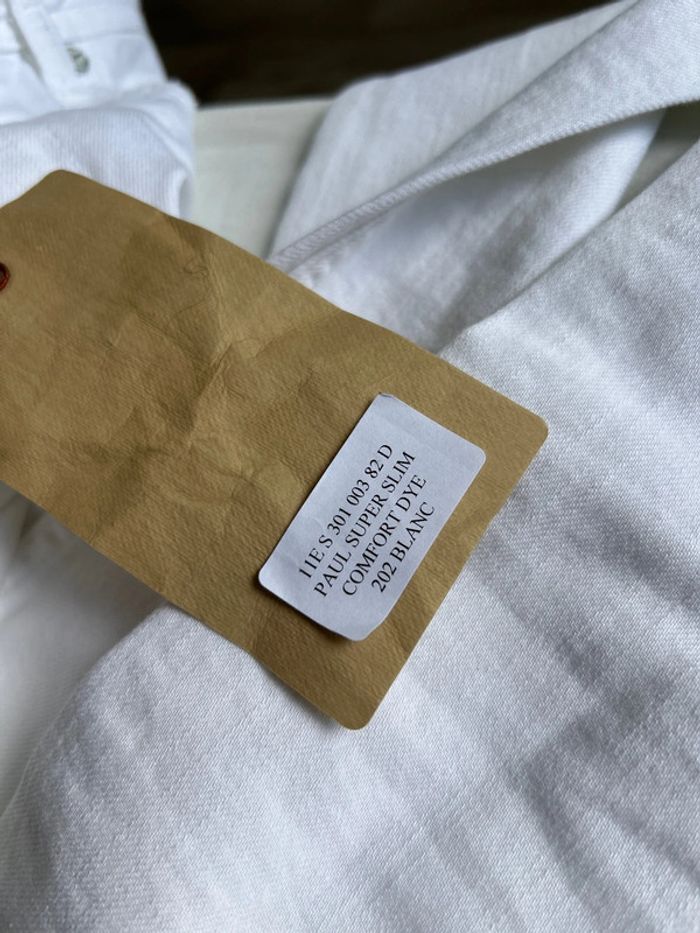 11E S 301 003 82 D
PAUL SUPER SLIM
COMFORT DYE
202 BLANC